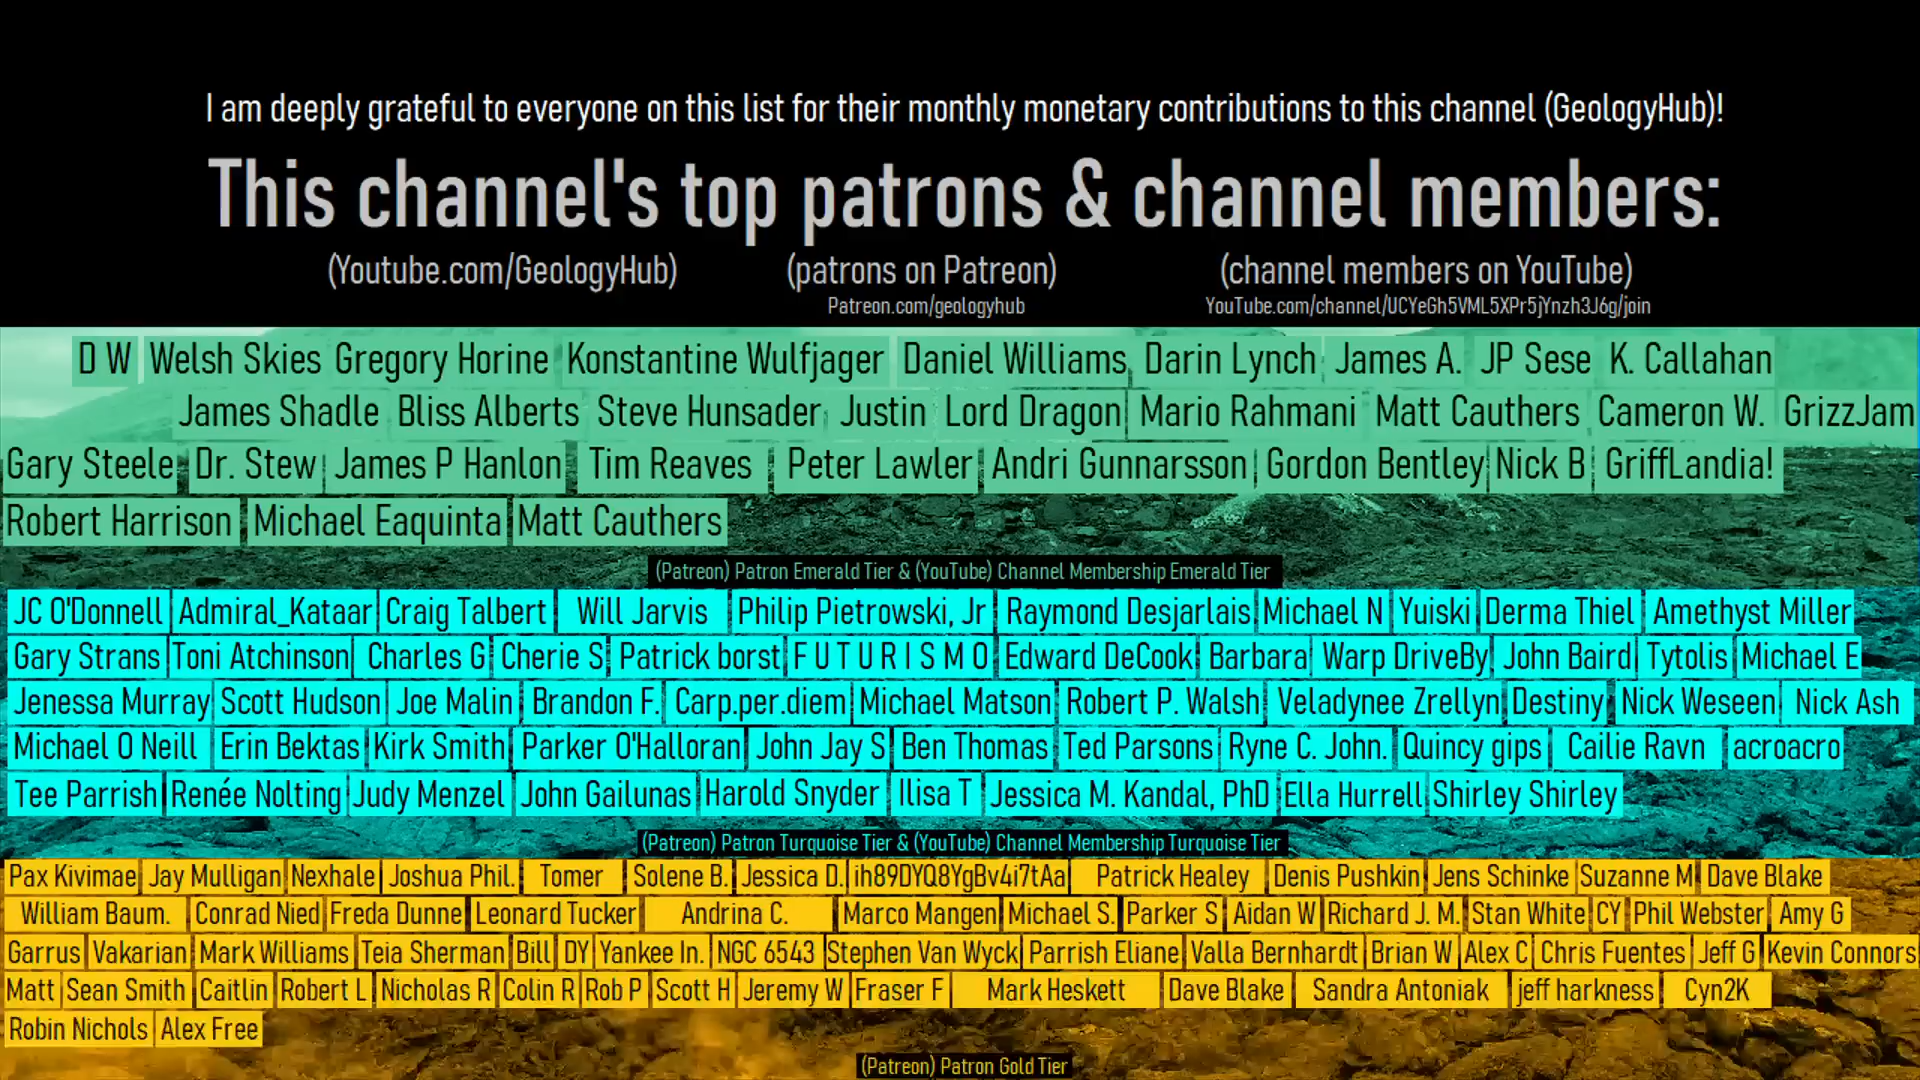 I am deeply grateful to everyone on this list for their monthly monetary contributions to this channel (GeologyHub)!
This channel's top patrons & channel members:
(Youtube.com/GeologyHub) (patrons on Patreon) (channel members on YouTube)
Patreon.com/geologyhub YouTube.com/channel/UCYeGh5VML5XPr5jYnzh3J6g/join
D W Welsh Skies Gregory Horine Konstantine Wulfjager Daniel Williams Darin Lynch James A. JP Sese K. Callahan
James Shadle Bliss Alberts Steve Hunsader Justin Lord Dragon Mario Rahmani Matt Cauthers Cameron W. GrizzJam
Gary Steele Dr. Stew James P Hanlon Tim Reaves Peter Lawler Andri Gunnarsson Gordon Bentley Nick B GriffLandia!
Robert Harrison Michael Eaquinta Matt Cauthers
(Patreon) Patron Emerald Tier & (YouTube) Channel Membership Emerald Tier
JC O'Donnell Admiral_Kataar Craig Talbert Will Jarvis Philip Pietrowski, Jr Raymond Desjarlais Michael N Yuiski Derma Thiel Amethyst Miller
Gary Strans Toni Atchinson Charles G Cherie S Patrick borst F U T U R I S M O Edward DeCook Barbara Warp DriveBy John Baird Tytolis Michael E
Jenessa Murray Scott Hudson Joe Malin Brandon F. Carp.per.diem Michael Matson Robert P. Walsh Veladynee Zrellyn Destiny Nick Weseen Nick Ash
Michael O Neill Erin Bektas Kirk Smith Parker O'Halloran John Jay S Ben Thomas Ted Parsons Ryne C. John. Quincy gips Cailie Ravn acroacro
Tee Parrish Renée Nolting Judy Menzel John Gailunas Harold Snyder Ilisa T Jessica M. Kandal, PhD Ella Hurrell Shirley Shirley
(Patreon) Patron Turquoise Tier & (YouTube) Channel Membership Turquoise Tier
Pax Kivimae Jay Mulligan Nexhale Joshua Phil. Tomer Solene B. Jessica D. ih89DYQ8YgBv4i7tAa Patrick Healey Denis Pushkin Jens Schinke Suzanne M Dave Blake
William Baum. Conrad Nied Freda Dunne Leonard Tucker Andrina C. Marco Mangen Michael S. Parker S Aidan W Richard J. M. Stan White CY Phil Webster Amy G
Garrus Vakarian Mark Williams Teia Sherman Bill DY Yankee In. NGC 6543 Stephen Van Wyck Parrish Eliane Valla Bernhardt Brian W Alex C Chris Fuentes Jeff G Kevin Connors
Matt Sean Smith Caitlin Robert L Nicholas R Colin R Rob P Scott H Jeremy W Fraser F Mark Heskett Dave Blake Sandra Antoniak jeff harkness Cyn2K
Robin Nichols Alex Free
(Patreon) Patron Gold Tier